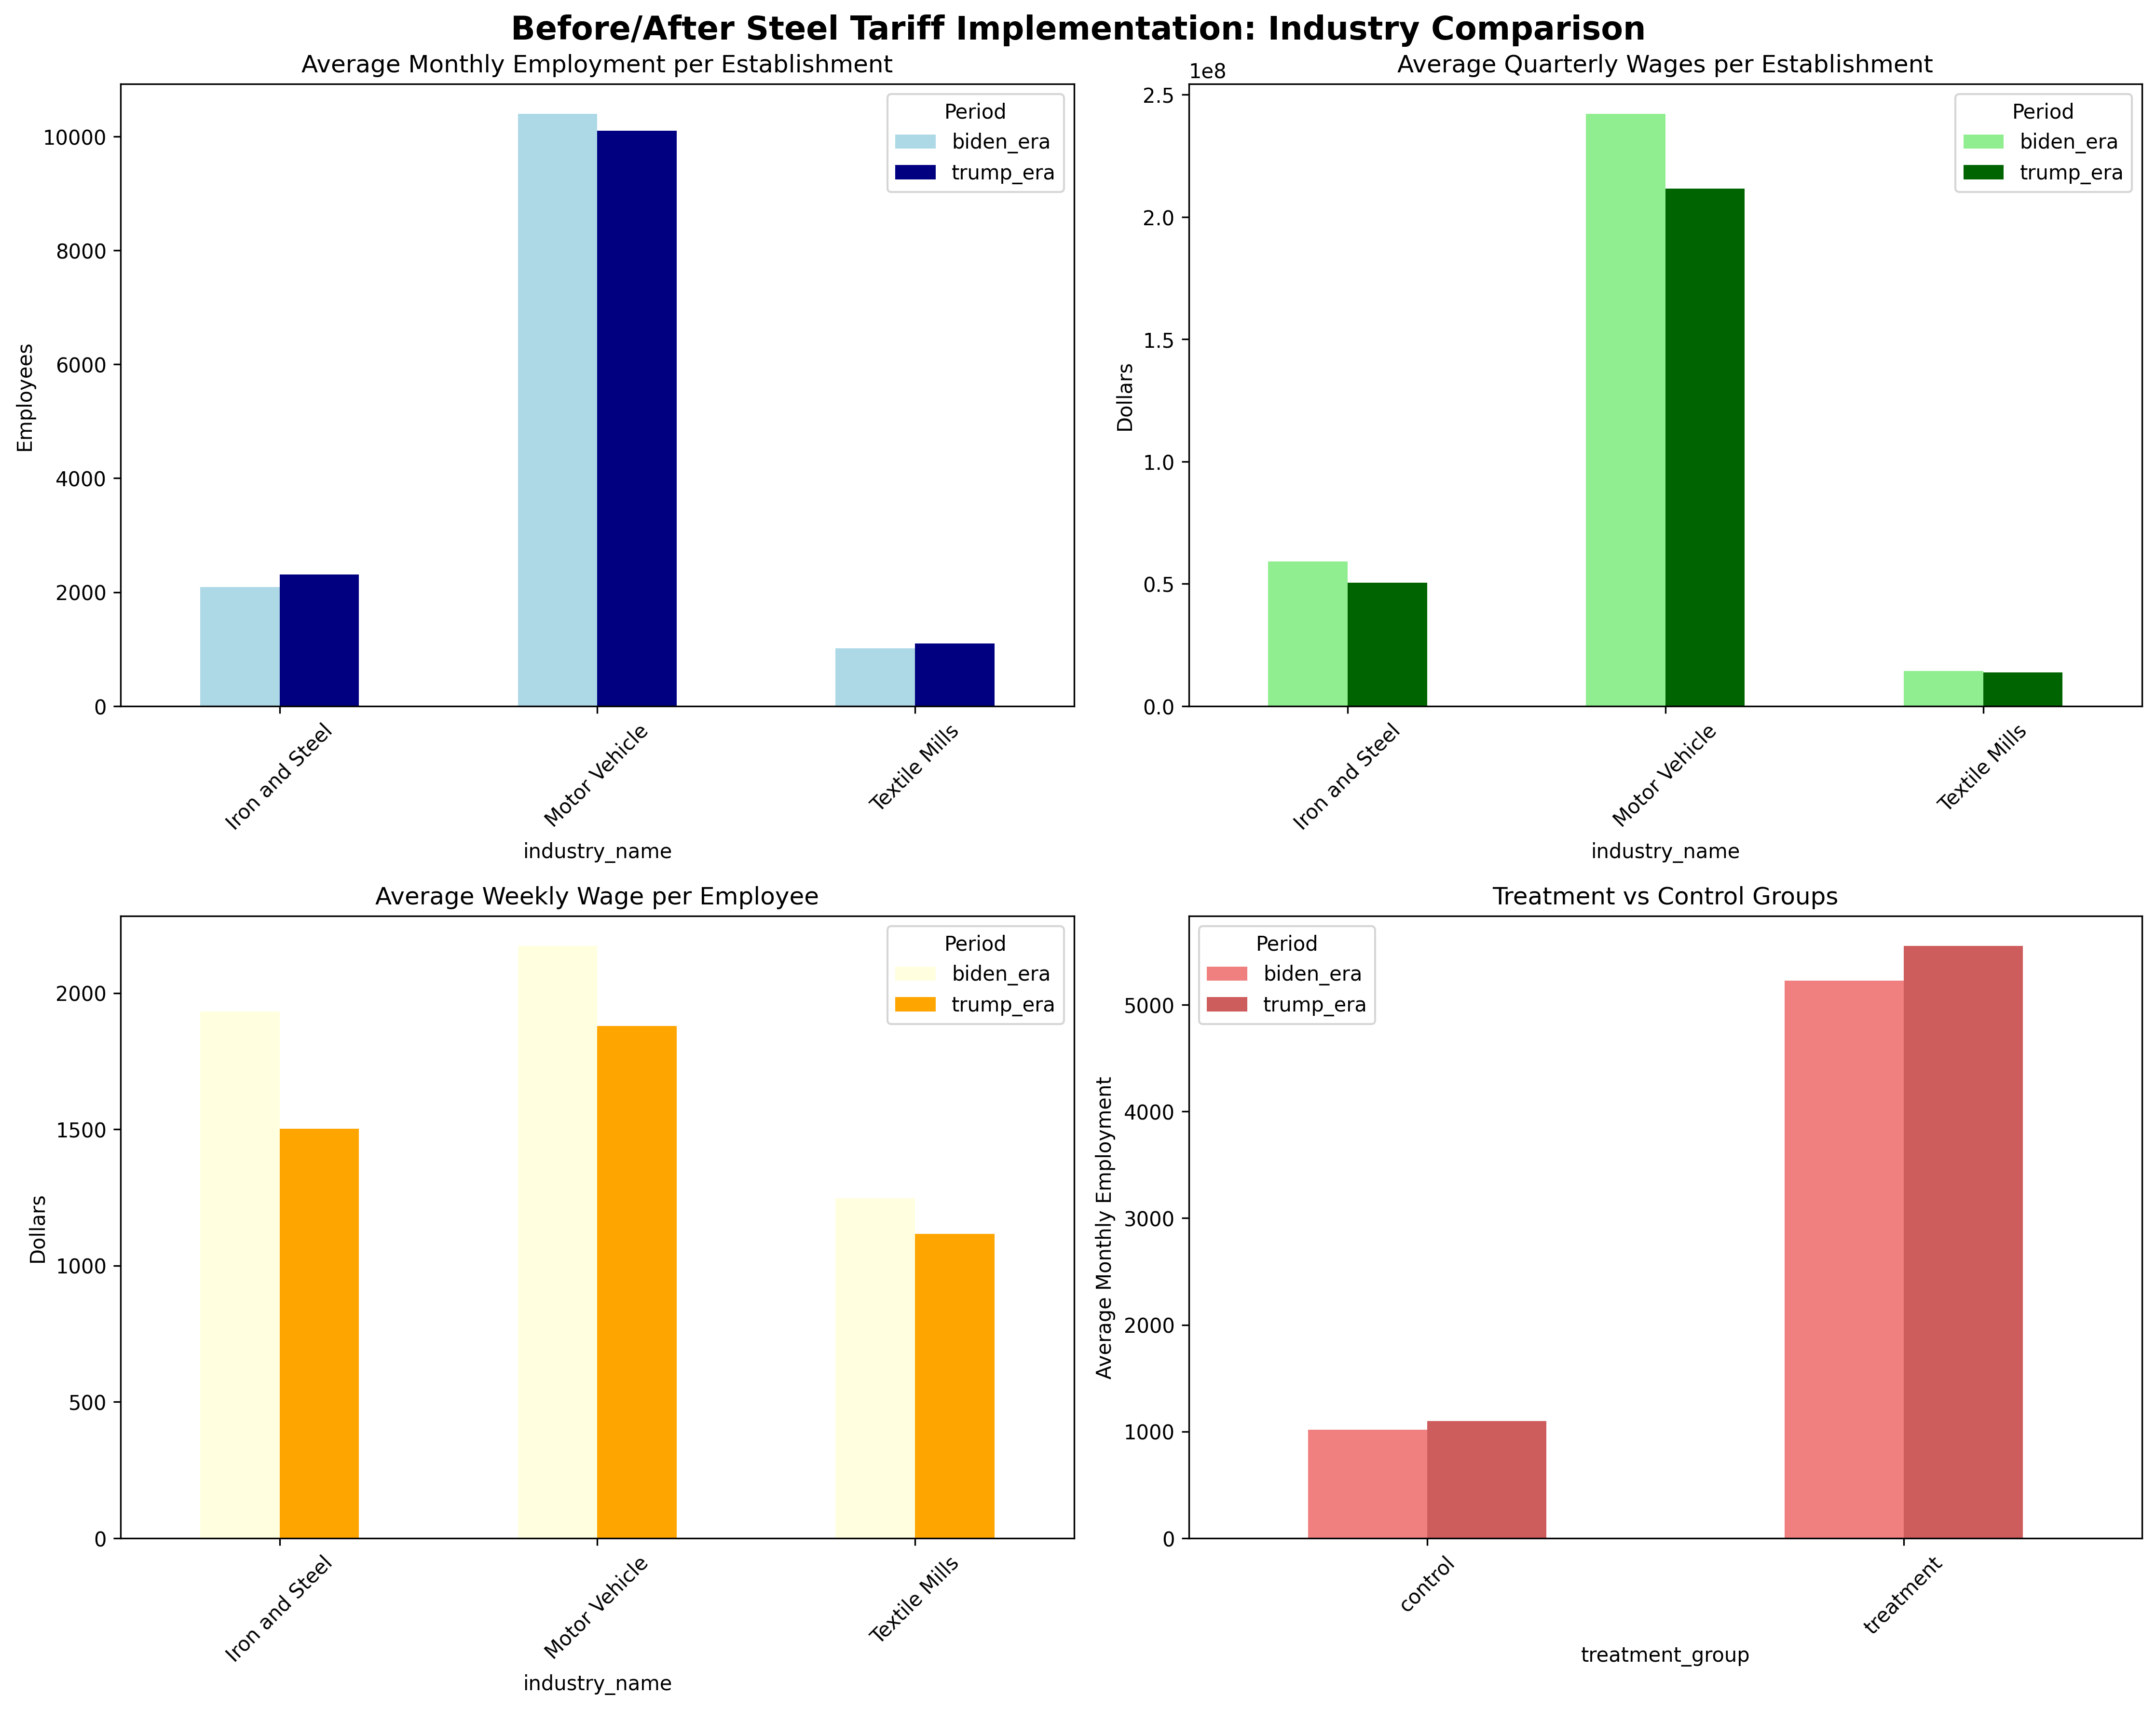 Before/After Steel Tariff Implementation: Industry Comparison
Average Monthly Employment per Establishment
Employees
10000
8000
6000
4000
2000
0
Period
biden_era
trump_era
Iron and Steel
Motor Vehicle
Textile Mills
industry_name
Average Quarterly Wages per Establishment
1e8
Dollars
2.5
2.0
1.5
1.0
0.5
0.0
Period
biden_era
trump_era
Iron and Steel
Motor Vehicle
Textile Mills
industry_name
Average Weekly Wage per Employee
Dollars
2000
1500
1000
500
0
Period
biden_era
trump_era
Iron and Steel
Motor Vehicle
Textile Mills
industry_name
Treatment vs Control Groups
Average Monthly Employment
5000
4000
3000
2000
1000
0
Period
biden_era
trump_era
control
treatment
treatment_group